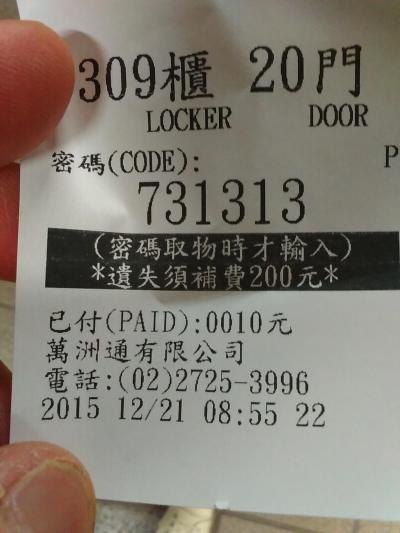 309櫃 20門
LOCKER DOOR
密碼(CODE): P
731313
(密碼取物時才輸入)
*遺失須補費200元*
已付(PAID):0010元
萬洲通有限公司
電話:(02)2725-3996
2015 12/21 08:55 22